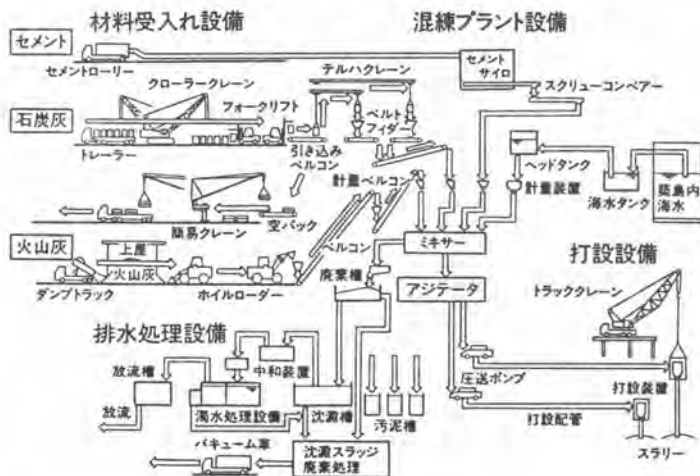 材料受入れ設備
混練プラント設備
セメント
セメントローリー
セメント
サイロ
テルハクレーン
スクリューコンベアー
クローラークレーン
フォークリフト
石炭灰
トレーラー
引き込み
ベルコン
ベルト
フィダー
ヘッドタンク
計量装置
海水タンク
築島内
海水
計量ベルコン
簡易クレーン
空パック
火山灰
上屋
火山灰
ダンプトラック
ホイルローダー
ベルコン
ミキサー
廃棄槽
アジテータ
打設設備
トラッククレーン
排水処理設備
放流槽
中和装置
放流
濁水処理設備
沈澱槽
汚泥槽
圧送ポンプ
打設装置
打設配管
バキューム車
沈澱スラッジ
廃棄処理
スラリー